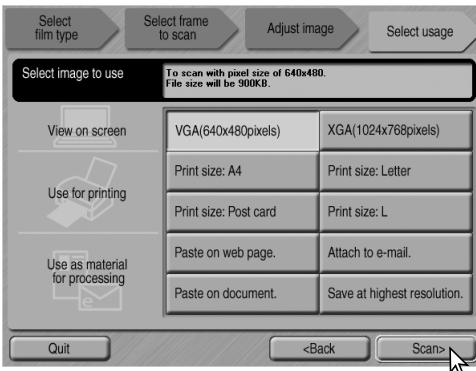 Select
film type
Select frame
to scan
Adjust image
Select usage
Select image to use
To scan with pixel size of 640x480.
File size will be 900KB.
View on screen
VGA(640x480pixels)
XGA(1024x768pixels)
Use for printing
Print size: A4
Print size: Letter
Print size: Post card
Print size: L
Use as material
for processing
Paste on web page.
Attach to e-mail.
Paste on document.
Save at highest resolution.
Quit
<Back
Scan>